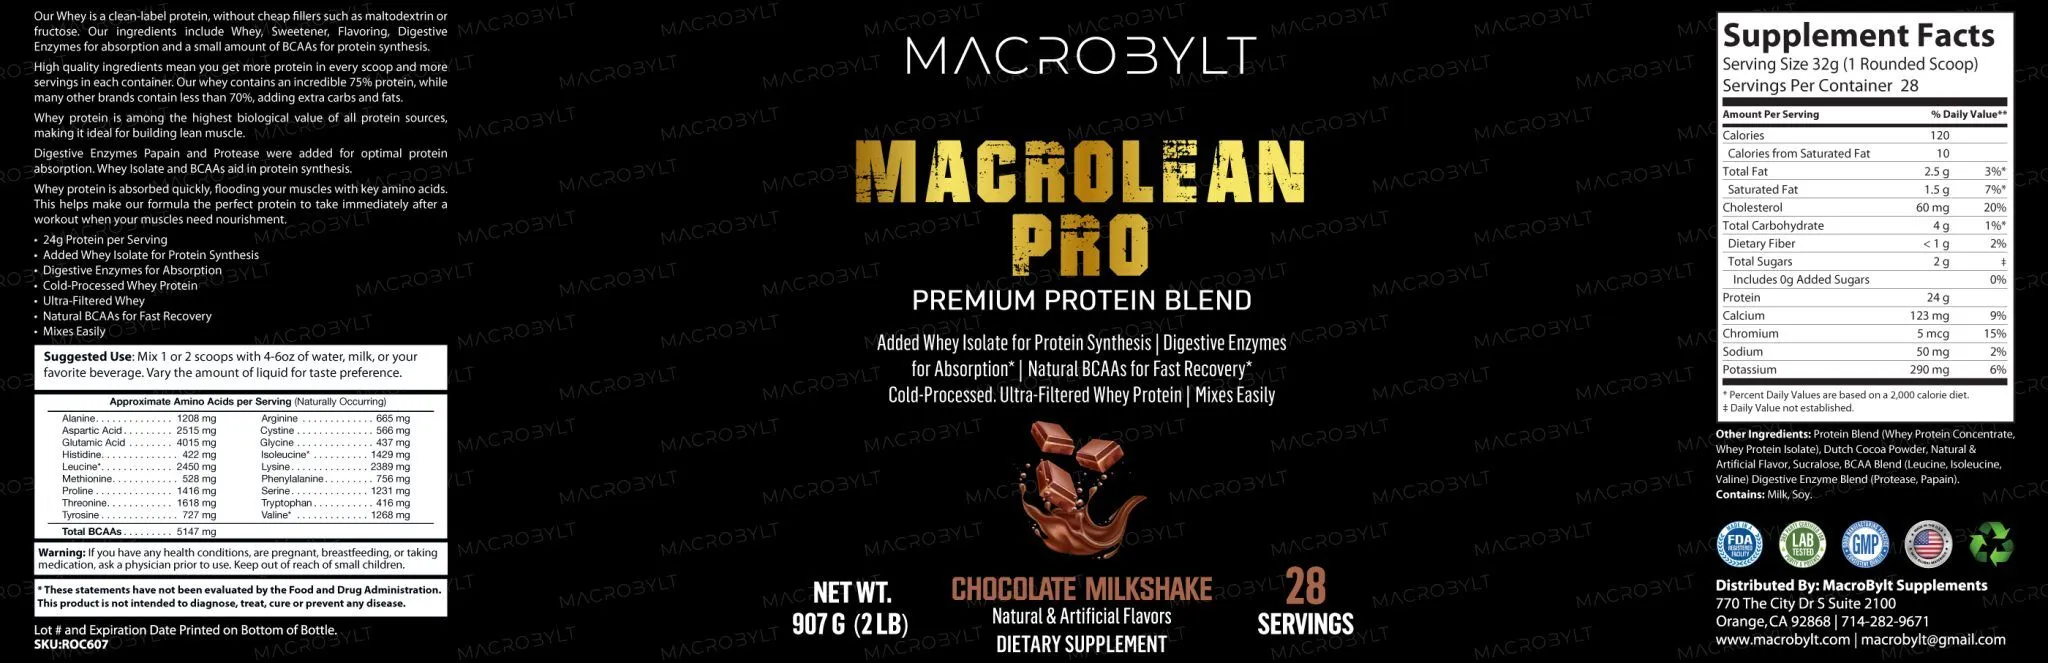 Our Whey is a clean-label protein, without cheap fillers such as maltodextrin or
fructose. Our ingredients include Whey, Sweetener, Flavoring, Digestive
Enzymes for absorption and a small amount of BCAAs for protein synthesis.
High quality ingredients mean you get more protein in every scoop and more
servings in each container. Our whey contains an incredible 75% protein, while
many other brands contain less than 70%, adding extra carbs and fats.
Whey protein is among the highest biological value of all protein sources,
making it ideal for building lean muscle.
Digestive Enzymes Papain and Protease were added for optimal protein
absorption. Whey Isolate and BCAAs aid in protein synthesis.
Whey protein is absorbed quickly, flooding your muscles with key amino acids.
This helps make our formula the perfect protein to take immediately after a
workout when your muscles need nourishment.
• 24g Protein per Serving
• Added Whey Isolate for Protein Synthesis
• Digestive Enzymes for Absorption
• Cold-Processed Whey Protein
• Ultra-Filtered Whey
• Natural BCAAs for Fast Recovery
• Mixes Easily
Suggested Use: Mix 1 or 2 scoops with 4-6oz of water, milk, or your
favorite beverage. Vary the amount of liquid for taste preference.
Approximate Amino Acids per Serving (Naturally Occurring)
Alanine. . . . . . . . . . . . . . 1208 mg Arginine . . . . . . . . . . . . . 665 mg
Aspartic Acid . . . . . . . . . 2515 mg Cystine . . . . . . . . . . . . . . 566 mg
Glutamic Acid . . . . . . . . 4015 mg Glycine . . . . . . . . . . . . . . 437 mg
Histidine. . . . . . . . . . . . . 422 mg Isoleucine* . . . . . . . . . . 1429 mg
Leucine*. . . . . . . . . . . . . 2450 mg Lysine . . . . . . . . . . . . . . 2389 mg
Methionine. . . . . . . . . . . 528 mg Phenylalanine . . . . . . . . . 756 mg
Proline . . . . . . . . . . . . . 1416 mg Serine . . . . . . . . . . . . . . 1231 mg
Threonine. . . . . . . . . . . 1618 mg Tryptophan . . . . . . . . . . . 416 mg
Tyrosine . . . . . . . . . . . . . 727 mg Valine* . . . . . . . . . . . . . 1268 mg
Total BCAAs . . . . . . . . . 5147 mg
Warning: If you have any health conditions, are pregnant, breastfeeding, or taking
medication, ask a physician prior to use. Keep out of reach of small children.
* These statements have not been evaluated by the Food and Drug Administration.
This product is not intended to diagnose, treat, cure or prevent any disease.
Lot # and Expiration Date Printed on Bottom of Bottle.
SKU:ROC607
MACROBYLT
MACROLEAN
PRO
PREMIUM PROTEIN BLEND
Added Whey Isolate for Protein Synthesis | Digestive Enzymes
for Absorption* | Natural BCAAs for Fast Recovery*
Cold-Processed. Ultra-Filtered Whey Protein | Mixes Easily
NET WT.
907 G (2 LB)
CHOCOLATE MILKSHAKE
Natural & Artificial Flavors
DIETARY SUPPLEMENT
28
SERVINGS
Supplement Facts
Serving Size 32g (1 Rounded Scoop)
Servings Per Container 28
Amount Per Serving % Daily Value**
Calories 120
Calories from Saturated Fat 10
Total Fat 2.5 g 3%*
Saturated Fat 1.5 g 7%*
Cholesterol 60 mg 20%
Total Carbohydrate 4 g 1%*
Dietary Fiber < 1 g 2%
Total Sugars 2 g ‡
Includes 0g Added Sugars 0%
Protein 24 g
Calcium 123 mg 9%
Chromium 5 mcg 15%
Sodium 50 mg 2%
Potassium 290 mg 6%
* Percent Daily Values are based on a 2,000 calorie diet.
‡ Daily Value not established.
Other Ingredients: Protein Blend (Whey Protein Concentrate,
Whey Protein Isolate), Dutch Cocoa Powder, Natural &
Artificial Flavor, Sucralose, BCAA Blend (Leucine, Isoleucine,
Valine) Digestive Enzyme Blend (Protease, Papain).
Contains: Milk, Soy.
MADE IN A
FDA
REGISTERED
FACILITY
LAB
TESTED
GMP
Distributed By: MacroBylt Supplements
770 The City Dr S Suite 2100
Orange, CA 92868 | 714-282-9671
www.macrobylt.com | macrobylt@gmail.com